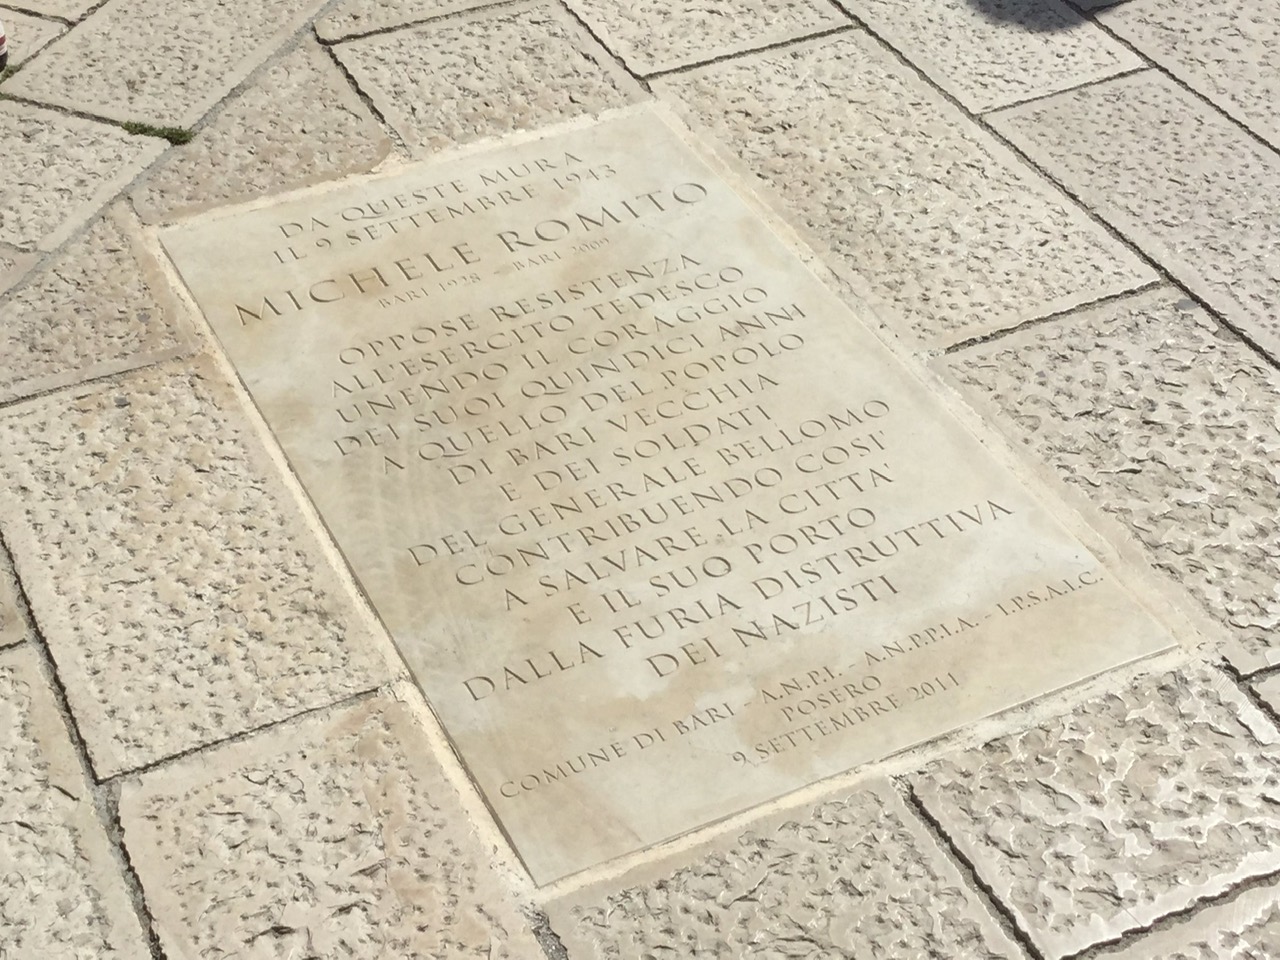 DA QUESTE MURA
IL 9 SETTEMBRE 1943
MICHELE ROMITO
BARI 1928 - BARI 2009
OPPOSE RESISTENZA
ALL'ESERCITO TEDESCO
UNENDO IL CORAGGIO
DEI SUOI QUINDICI ANNI
A QUELLO DEL POPOLO
DI BARI VECCHIA
E DEI SOLDATI
DEL GENERALE BELLOMO
CONTRIBUENDO COSI'
A SALVARE LA CITTA'
E IL SUO PORTO
DALLA FURIA DISTRUTTIVA
DEI NAZISTI
COMUNE DI BARI - A.N.P.I. - A.N.P.P.I.A. - I.P.S.A.I.C.
POSERO
9 SETTEMBRE 2011